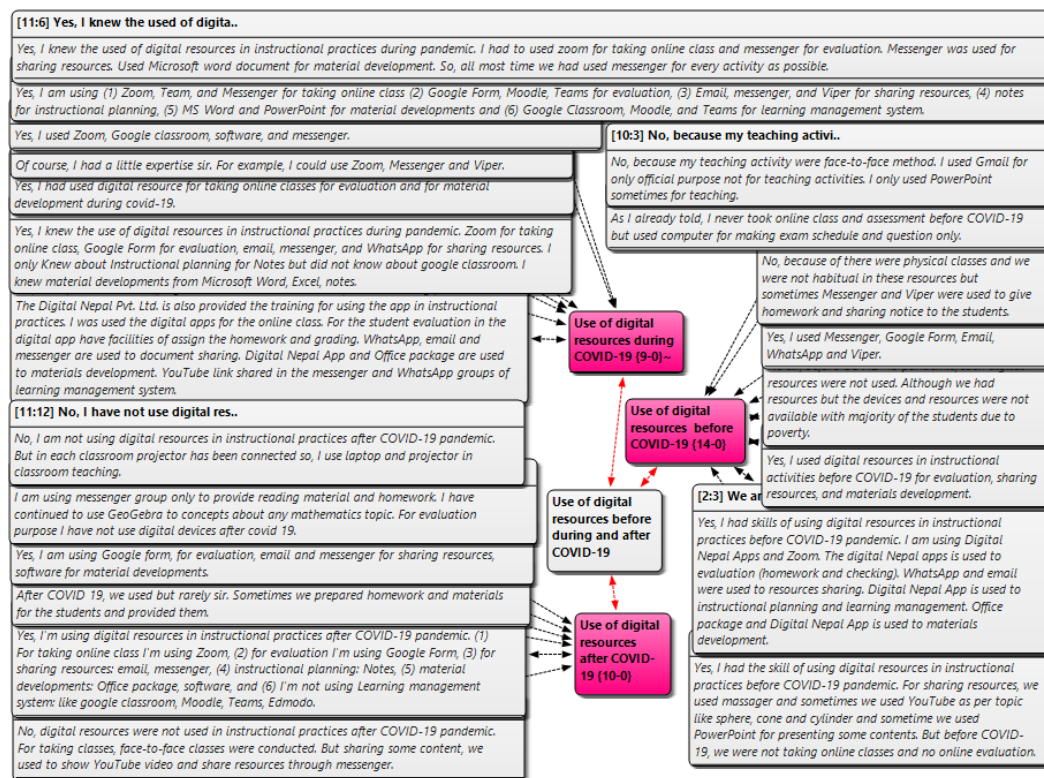 [11:6] Yes, I knew the used of digita..
Yes, I knew the used of digital resources in instructional practices during pandemic. I had to used zoom for taking online class and messenger for evaluation. Messenger was used for
sharing resources. Used Microsoft word document for material development. So, all most time we had used messenger for every activity as possible.
Yes, I am using (1) Zoom, Team, and Messenger for taking online class (2) Google Form, Moodle, Teams for evaluation, (3) Email, messenger, and Viper for sharing resources, (4) notes
for instructional planning, (5) MS Word and PowerPoint for material developments and (6) Google Classroom, Moodle, and Teams for learning management system.
Yes, I used Zoom, Google classroom, software, and messenger.
Of course, I had a little expertise sir. For example, I could use Zoom, Messenger and Viper.
Yes, I had used digital resource for taking online classes for evaluation and for material
development during covid-19.
Yes, I knew the use of digital resources in instructional practices during pandemic. Zoom for taking
online class, Google Form for evaluation, email, messenger, and WhatsApp for sharing resources. I
only Knew about Instructional planning for Notes but did not know about google classroom. I
knew material developments from Microsoft Word, Excel, notes.
The Digital Nepal Pvt. Ltd. is also provided the training for using the app in instructional
practices. I was used the digital apps for the online class. For the student evaluation in the
digital app have facilities of assign the homework and grading. WhatsApp, email and
messenger are used to document sharing. Digital Nepal App and Office package are used
to materials development. YouTube link shared in the messenger and WhatsApp groups of
learning management system.
[11:12] No, I have not use digital res..
No, I am not using digital resources in instructional practices after COVID-19 pandemic.
But in each classroom projector has been connected so, I use laptop and projector in
classroom teaching.
I am using messenger group only to provide reading material and homework. I have
continued to use GeoGebra to concepts about any mathematics topic. For evaluation
purpose I have not use digital devices after covid 19.
Yes, I am using Google form, for evaluation, email and messenger for sharing resources,
software for material developments.
After COVID 19, we used but rarely sir. Sometimes we prepared homework and materials
for the students and provided them.
Yes, I'm using digital resources in instructional practices after COVID-19 pandemic. (1)
For taking online class I'm using Zoom, (2) for evaluation I'm using Google Form, (3) for
sharing resources: email, messenger, (4) instructional planning: Notes, (5) material
developments: Office package, software, and (6) I'm not using Learning management
system: like google classroom, Moodle, Teams, Edmodo.
No, digital resources were not used in instructional practices after COVID-19 pandemic.
For taking classes, face-to-face classes were conducted. But sharing some content, we
used to show YouTube video and share resources through messenger.
Use of digital
resources during
COVID-19 {9-0}~
Use of digital
resources before
COVID-19 {14-0}
Use of digital
resources before
during and after
COVID-19
Use of digital
resources
after COVID-
19 {10-0}
[10:3] No, because my teaching activi..
No, because my teaching activity were face-to-face method. I used Gmail for
only official purpose not for teaching activities. I only used PowerPoint
sometimes for teaching.
As I already told, I never took online class and assessment before COVID-19
but used computer for making exam schedule and question only.
No, because of there were physical classes and we
were not habitual in these resources but
sometimes Messenger and Viper were used to give
homework and sharing notice to the students.
Yes, I used Messenger, Google Form, Email,
WhatsApp and Viper.
resources were not used. Although we had
resources but the devices and resources were not
available with majority of the students due to
poverty.
Yes, I used digital resources in instructional
activities before COVID-19 for evaluation, sharing
resources, and materials development.
[2:3] We
Yes, I had skills of using digital resources in instructional
practices before COVID-19 pandemic. I am using Digital
Nepal Apps and Zoom. The digital Nepal apps is used to
evaluation (homework and checking). WhatsApp and email
were used to resources sharing. Digital Nepal App is used to
instructional planning and learning management. Office
package and Digital Nepal App is used to materials
development.
Yes, I had the skill of using digital resources in instructional
practices before COVID-19 pandemic. For sharing resources, we
used massager and sometimes we used YouTube as per topic
like sphere, cone and cylinder and sometime we used
PowerPoint for presenting some contents. But before COVID-
19, we were not taking online classes and no online evaluation.